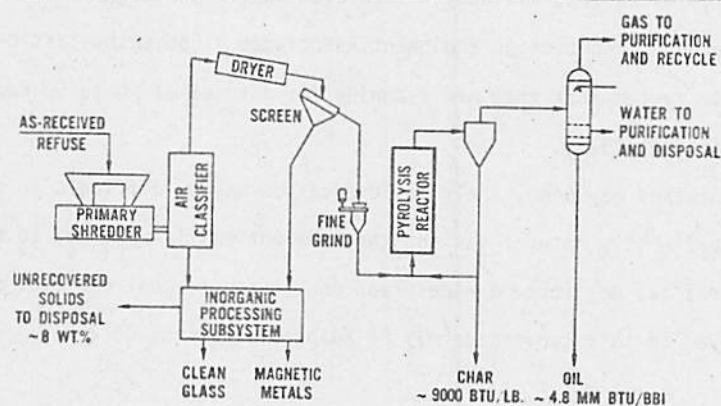 GAS TO
PURIFICATION
AND RECYCLE
DRYER
SCREEN
WATER TO
PURIFICATION
AND DISPOSAL
AS-RECEIVED
REFUSE
AIR
CLASSIFIER
PYROLYSIS
REACTOR
PRIMARY
SHREDDER
FINE
GRIND
UNRECOVERED
SOLIDS
TO DISPOSAL
~8 WT.%
INORGANIC
PROCESSING
SUBSYSTEM
CLEAN
GLASS
MAGNETIC
METALS
CHAR
~ 9000 BTU/LB.
OIL
~ 4.8 MM BTU/BBI